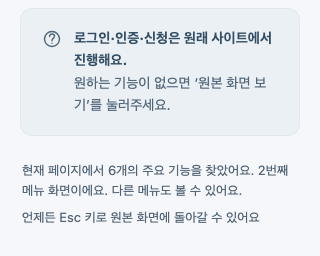 로그인·인증·신청은 원래 사이트에서
진행해요.
원하는 기능이 없으면 ‘원본 화면 보
기’를 눌러주세요.
현재 페이지에서 6개의 주요 기능을 찾았어요. 2번째
메뉴 화면이에요. 다른 메뉴도 볼 수 있어요.
언제든 Esc 키로 원본 화면에 돌아갈 수 있어요